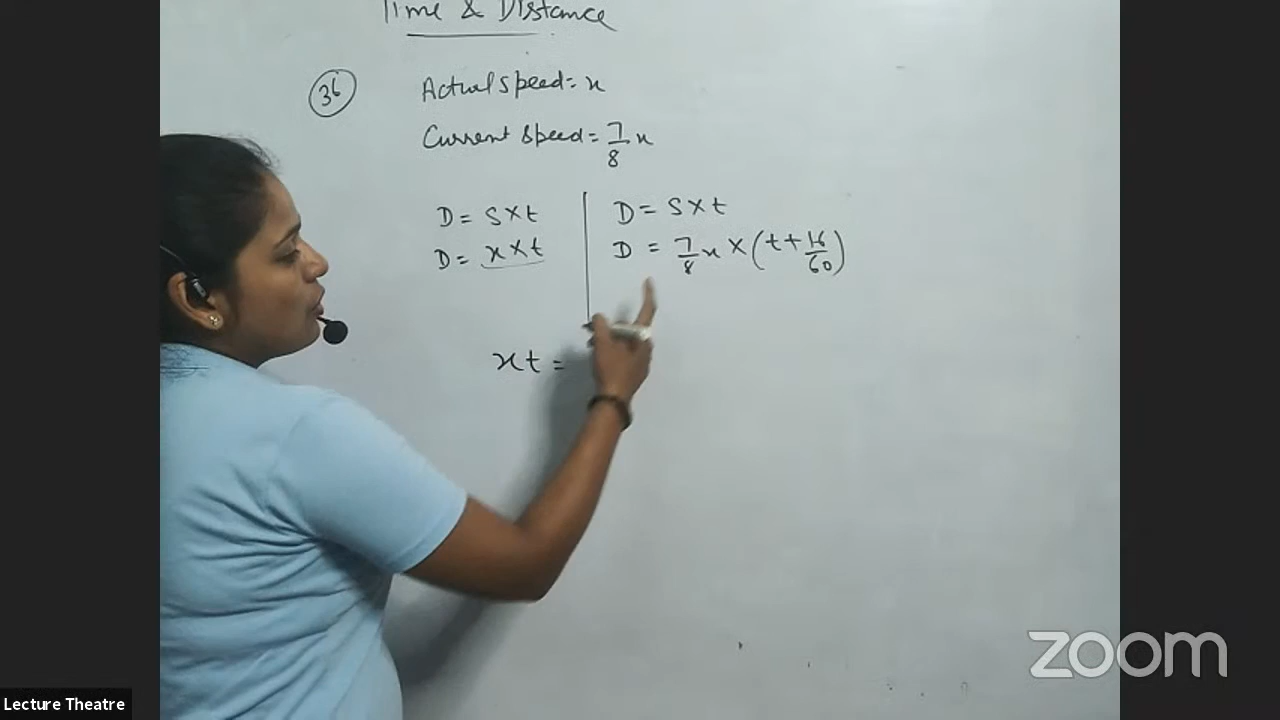 Time & Distance
36
Actual speed = x
Current speed = 7/8 x
D = S × t
D = x × t
D = S × t
D = 7/8 x × (t + 16/60)
xt =
zoom
Lecture Theatre